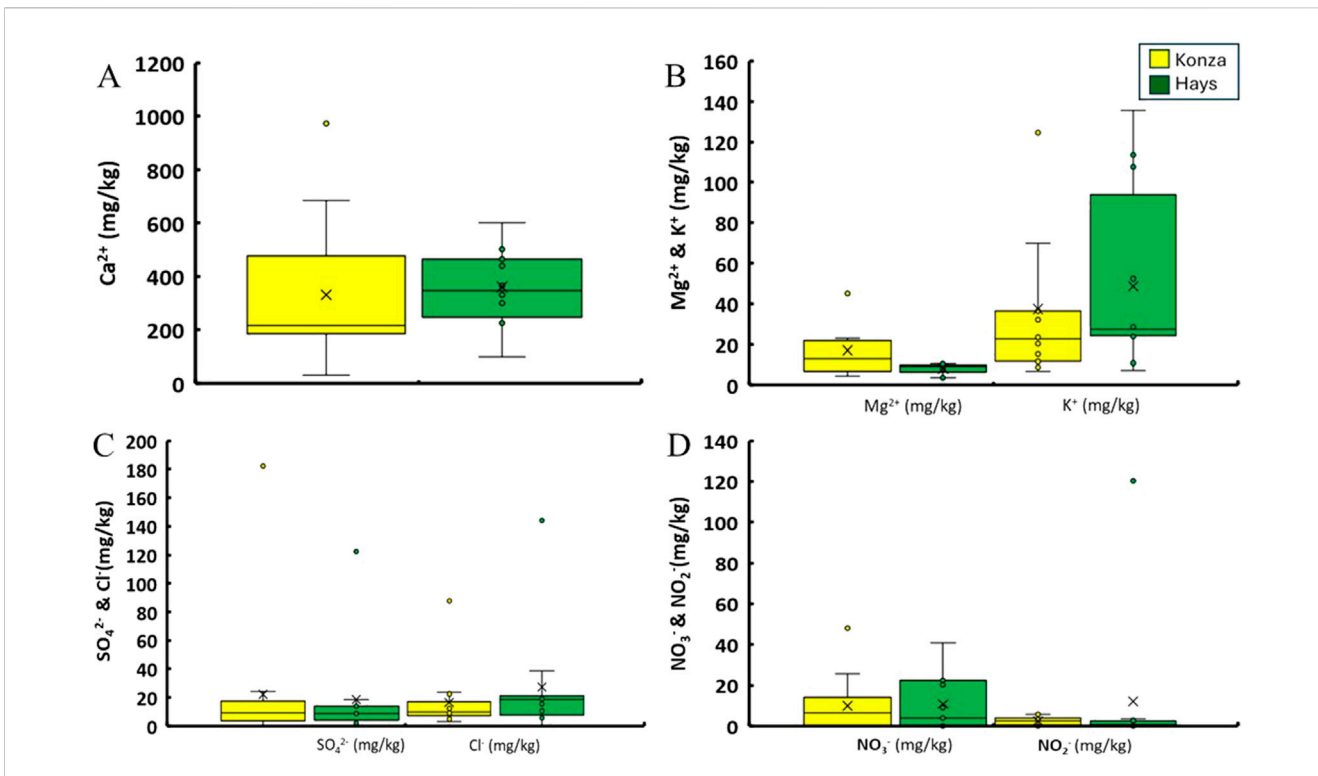 A
Ca²⁺ (mg/kg)
1200
1000
800
600
400
200
0
B
Mg²⁺ & K⁺ (mg/kg)
160
140
120
100
80
60
40
20
0
Konza
Hays
Mg²⁺ (mg/kg) K⁺ (mg/kg)
C
SO₄²⁻ & Cl⁻(mg/kg)
200
180
160
140
120
100
80
60
40
20
0
SO₄²⁻ (mg/kg) Cl⁻ (mg/kg)
D
NO₃⁻ & NO₂⁻(mg/kg)
140
120
100
80
60
40
20
0
NO₃⁻ (mg/kg) NO₂⁻ (mg/kg)